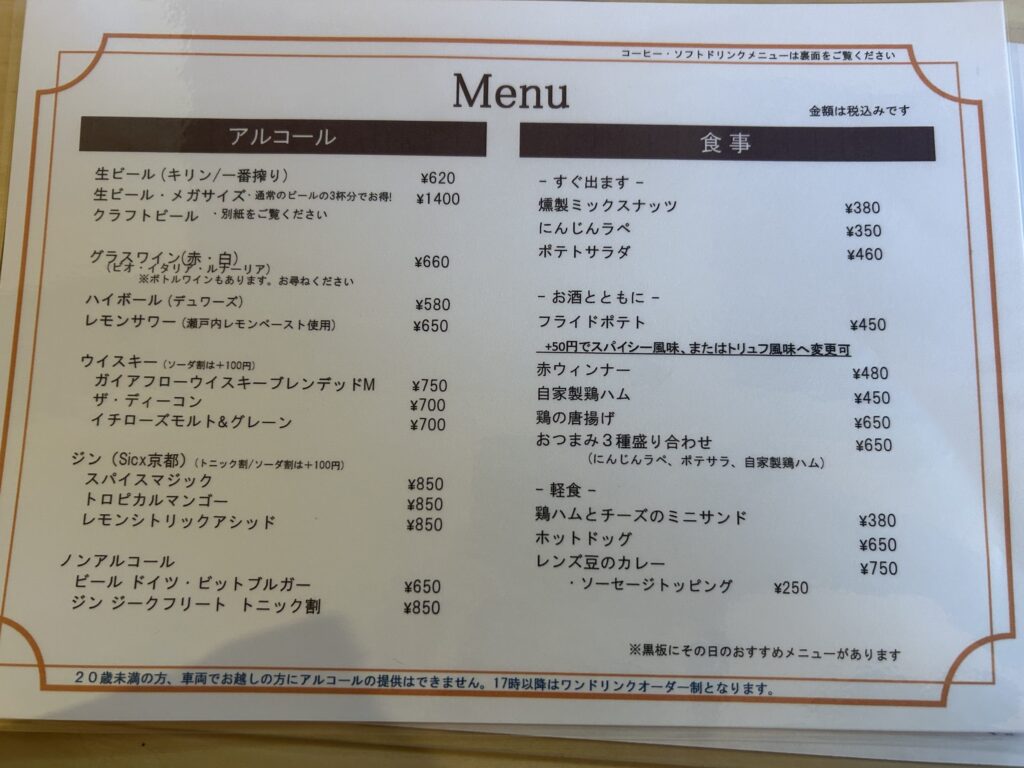 コーヒー・ソフトドリンクメニューは裏面をご覧ください
Menu
金額は税込みです
アルコール
生ビール(キリン/一番搾り) ¥620
生ビール・メガサイズ・通常のビールの3杯分でお得! ¥1400
クラフトビール ・別紙をご覧ください
グラスワイン(赤・白) ¥660
(ビオ・イタリア・ルナーリア)
※ボトルワインもあります。お尋ねください
ハイボール(デュワーズ) ¥580
レモンサワー(瀬戸内レモンペースト使用) ¥650
ウイスキー(ソーダ割は+100円)
ガイアフローウイスキーブレンデッドM ¥750
ザ・ディーコン ¥700
イチローズモルト&グレーン ¥700
ジン(Sicx京都)(トニック割/ソーダ割は+100円)
スパイスマジック ¥850
トロピカルマンゴー ¥850
レモンシトリックアシッド ¥850
ノンアルコール
ビール ドイツ・ビットブルガー ¥650
ジン ジークフリート トニック割 ¥850
食事
- すぐ出ます -
燻製ミックスナッツ ¥380
にんじんラペ ¥350
ポテトサラダ ¥460
- お酒とともに -
フライドポテト ¥450
+50円でスパイシー風味、またはトリュフ風味へ変更可
赤ウィンナー ¥480
自家製鶏ハム ¥450
鶏の唐揚げ ¥650
おつまみ3種盛り合わせ ¥650
(にんじんラペ、ポテサラ、自家製鶏ハム)
- 軽食 -
鶏ハムとチーズのミニサンド ¥380
ホットドッグ ¥650
レンズ豆のカレー ¥750
・ソーセージトッピング ¥250
※黒板にその日のおすすめメニューがあります
20歳未満の方、車両でお越しの方にアルコールの提供はできません。17時以降はワンドリンクオーダー制となります。